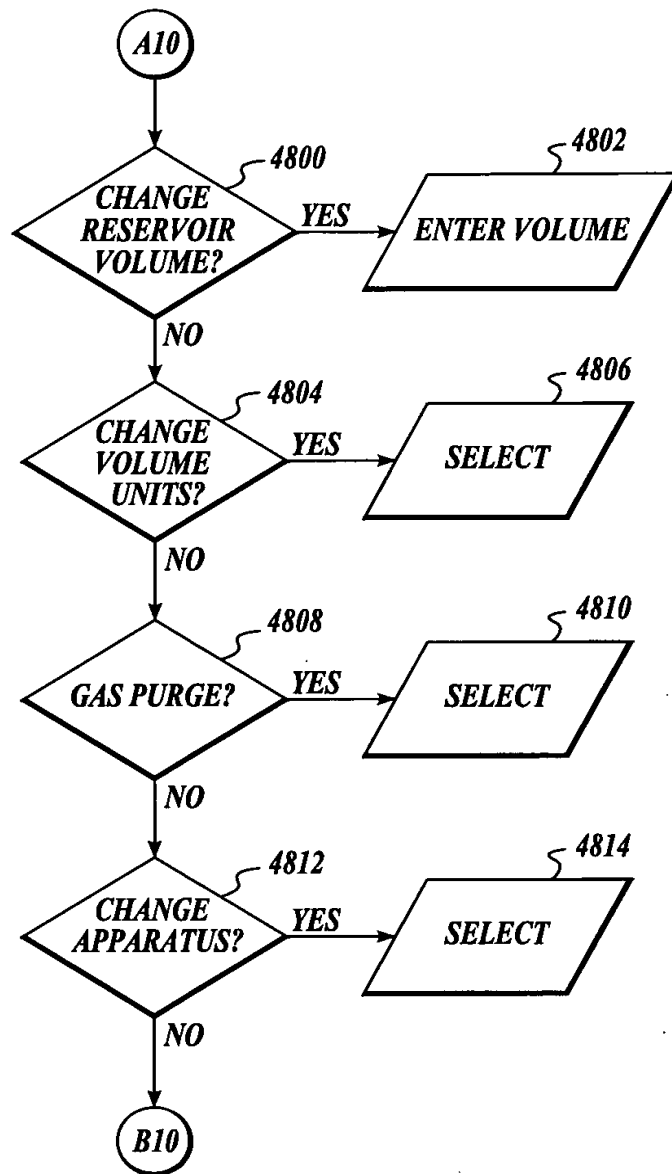 A10
4800
CHANGE
RESERVOIR
VOLUME?
YES
4802
ENTER VOLUME
NO
4804
CHANGE
VOLUME
UNITS?
YES
4806
SELECT
NO
4808
GAS PURGE?
YES
4810
SELECT
NO
4812
CHANGE
APPARATUS?
YES
4814
SELECT
NO
B10